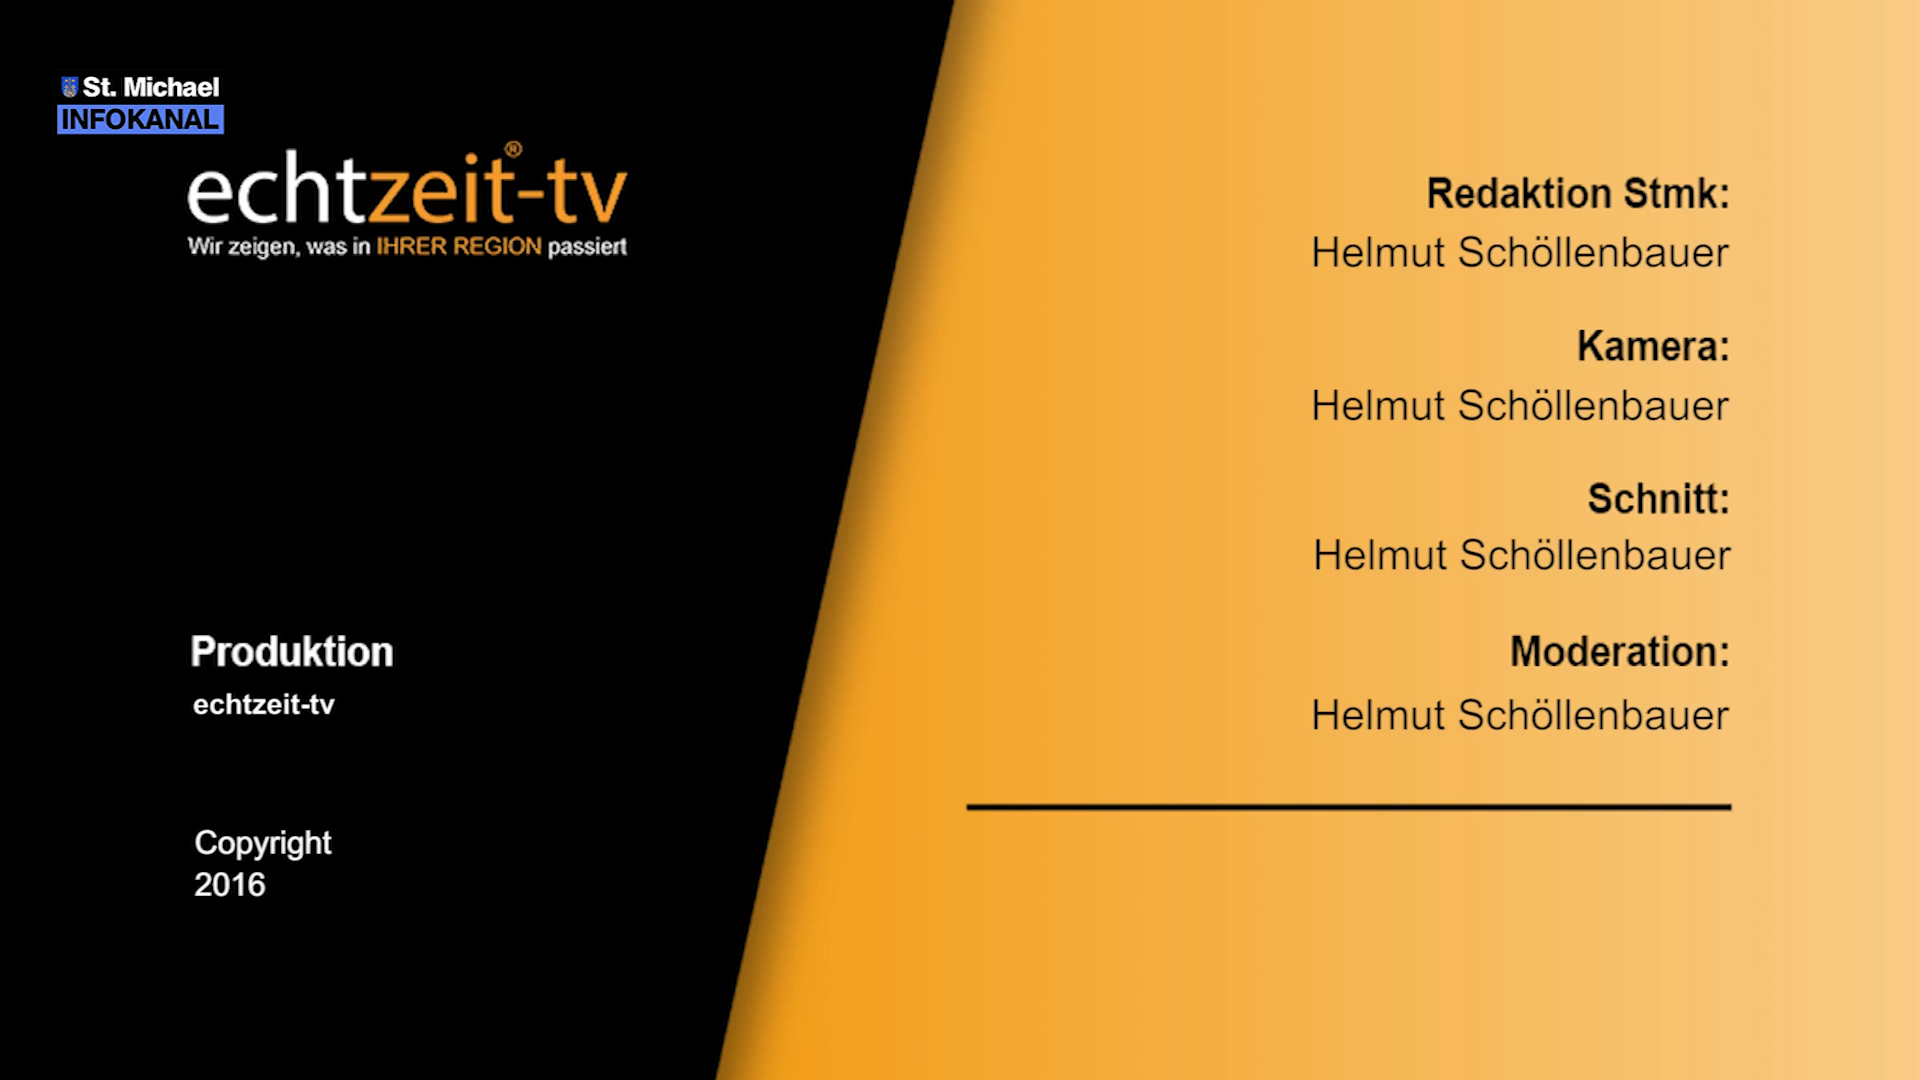 St. Michael
INFOKANAL
echtzeit-tv®
Wir zeigen, was in IHRER REGION passiert
Produktion
echtzeit-tv
Copyright
2016
Redaktion Stmk:
Helmut Schöllenbauer
Kamera:
Helmut Schöllenbauer
Schnitt:
Helmut Schöllenbauer
Moderation:
Helmut Schöllenbauer